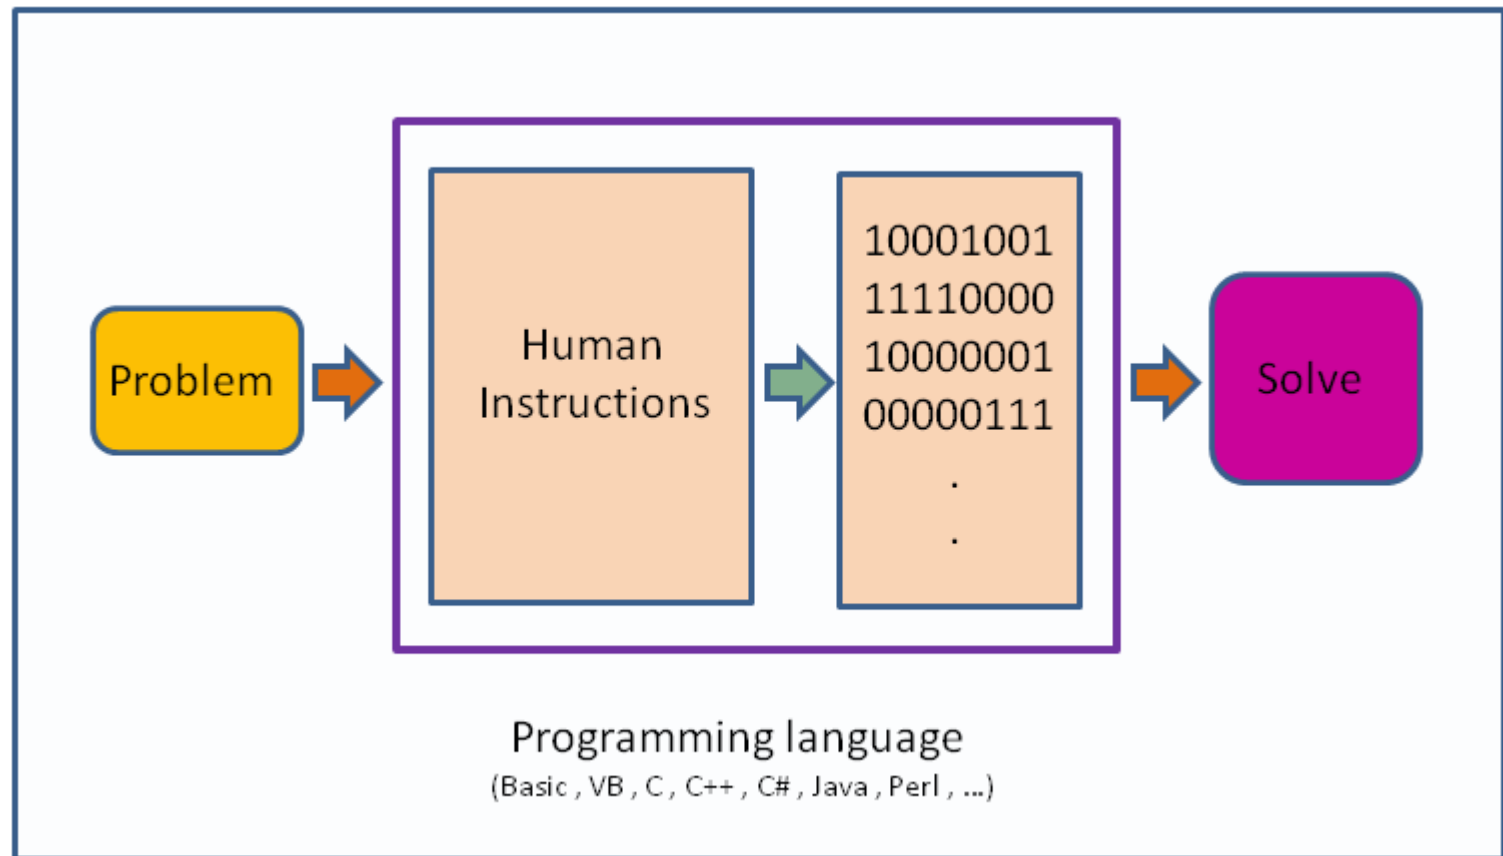 Problem
Human
Instructions
10001001
11110000
10000001
00000111
.
.
Solve
Programming language
(Basic , VB , C , C++ , C# , Java , Perl , ...)